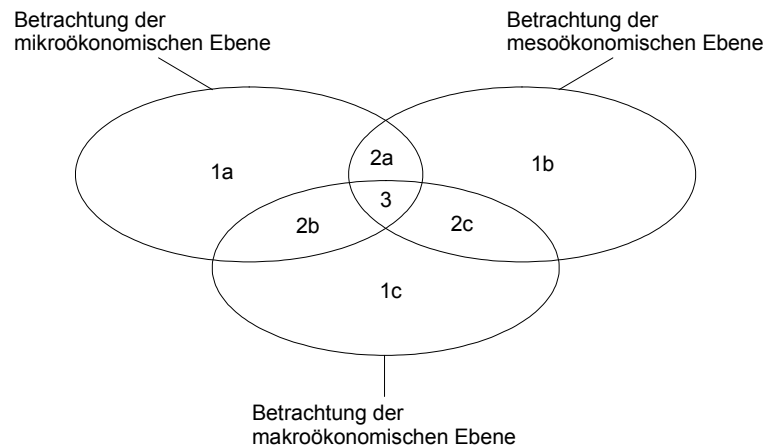 Betrachtung der
mikroökonomischen Ebene
Betrachtung der
mesoökonomischen Ebene
1a
2a
1b
3
2b
2c
1c
Betrachtung der
makroökonomischen Ebene